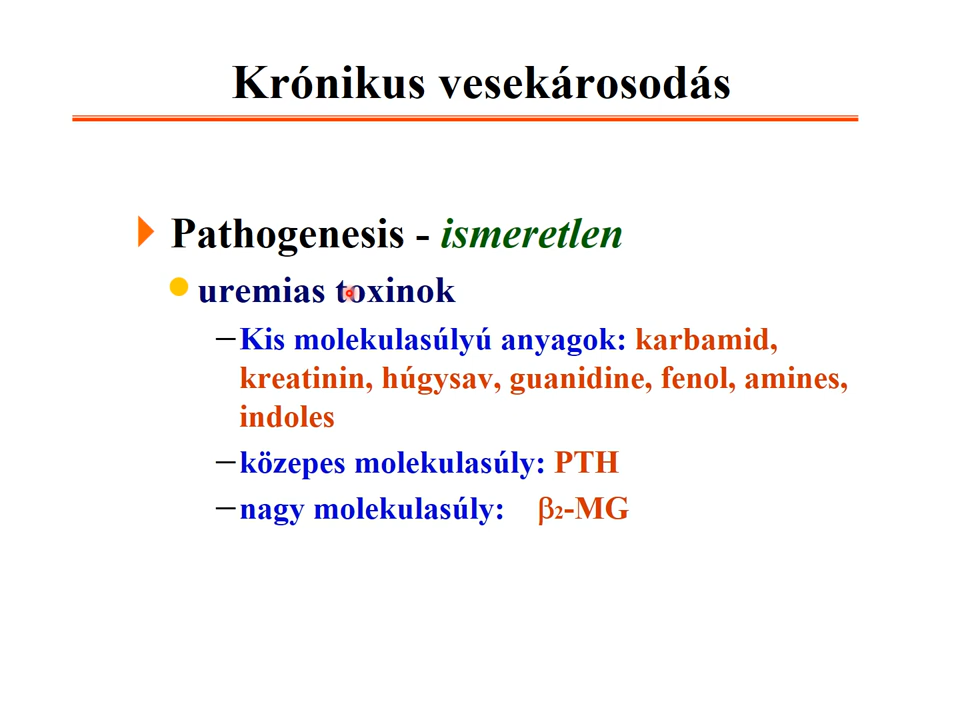 Krónikus vesekárosodás
Pathogenesis - ismeretlen
uremias toxinok
–Kis molekulasúlyú anyagok: karbamid,
kreatinin, húgysav, guanidine, fenol, amines,
indoles
–közepes molekulasúly: PTH
–nagy molekulasúly: β2-MG